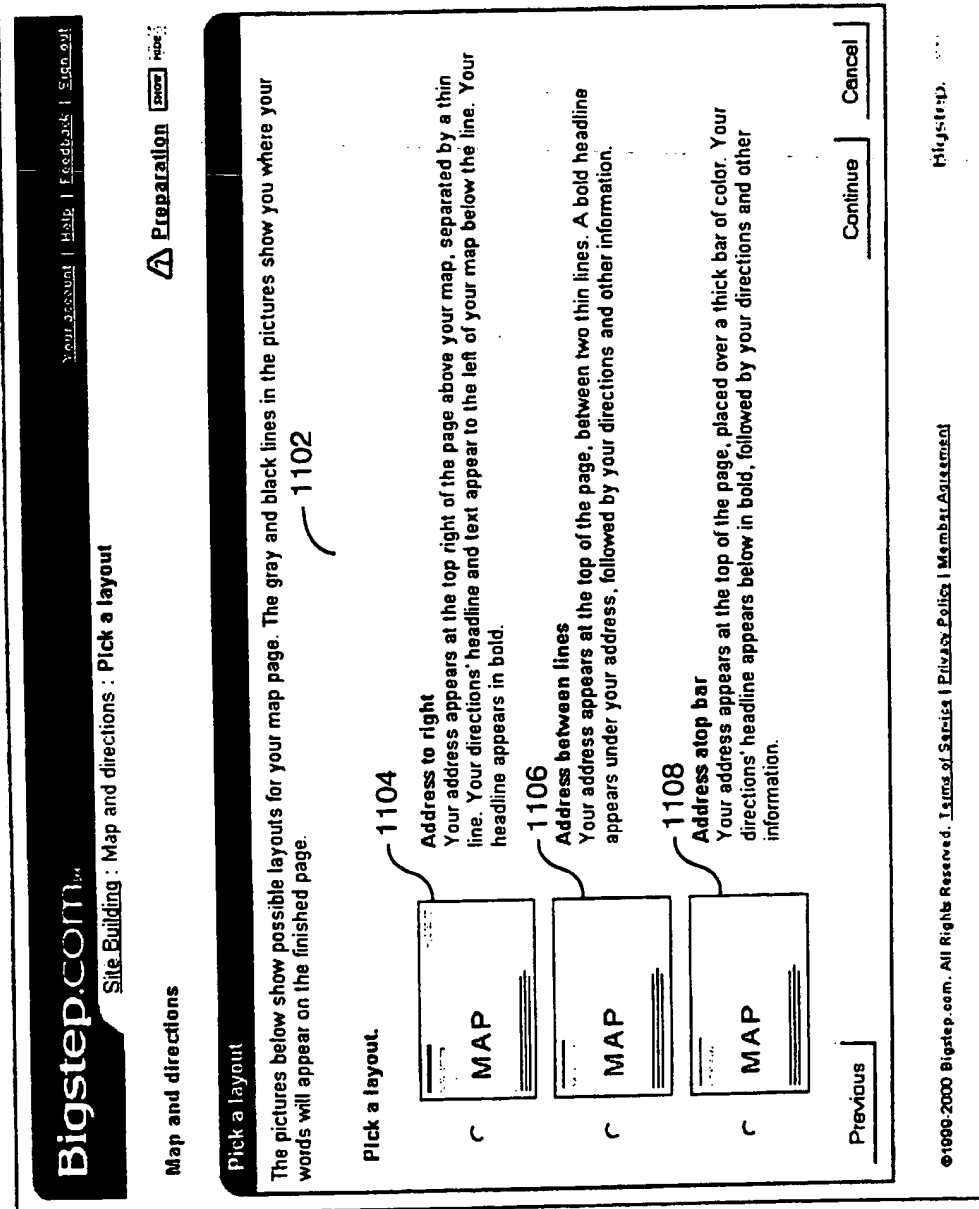 Bigstep.com
Your account | Help | Feedback | Sign out
Site Building : Map and directions : Pick a layout
Map and directions
? Preparation SHOW HIDE
Pick a layout
The pictures below show possible layouts for your map page. The gray and black lines in the pictures show you where your
words will appear on the finished page.
1102
Pick a layout.
1104
MAP
Address to right
Your address appears at the top right of the page above your map, separated by a thin
line. Your directions' headline and text appear to the left of your map below the line. Your
headline appears in bold.
1106
MAP
Address between lines
Your address appears at the top of the page, between two thin lines. A bold headline
appears under your address, followed by your directions and other information.
1108
MAP
Address atop bar
Your address appears at the top of the page, placed over a thick bar of color. Your
directions' headline appears below in bold, followed by your directions and other
information.
Previous
Continue
Cancel
©1999-2000 Bigstep.com. All Rights Reserved. Terms of Service | Privacy Policy | Member Agreement
Bigstep.